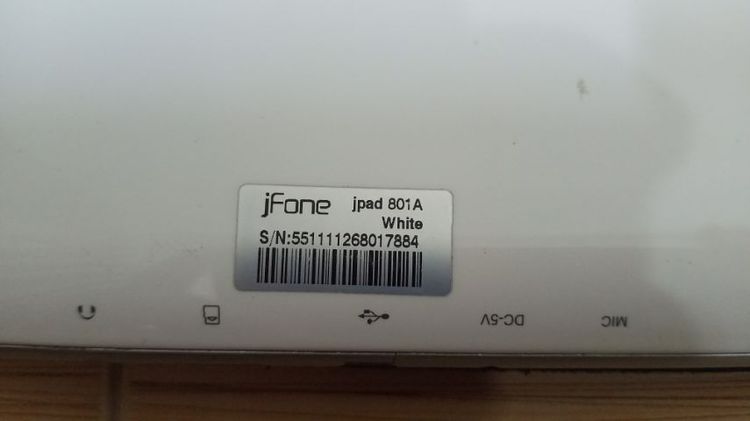 jFone jpad 801A
White
S/N:551111268017884
DC-5V MIC